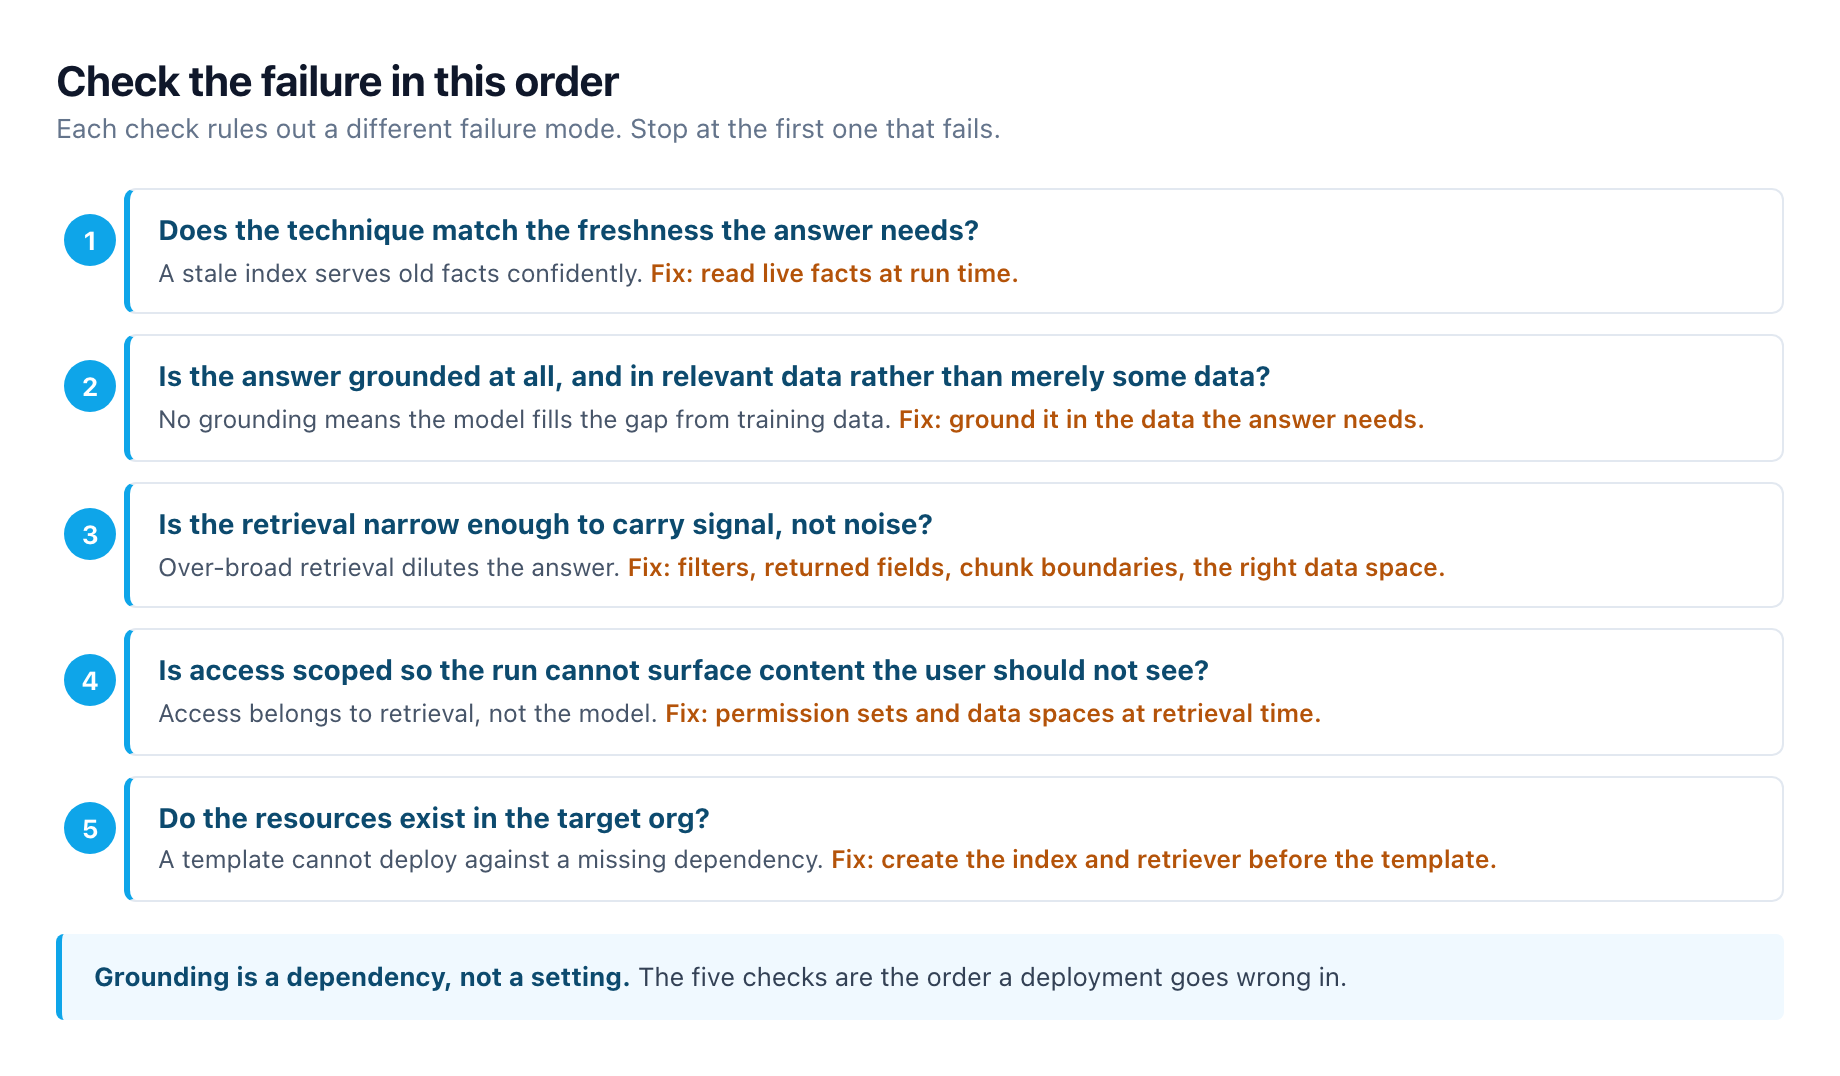 Check the failure in this order
Each check rules out a different failure mode. Stop at the first one that fails.
1
Does the technique match the freshness the answer needs?
A stale index serves old facts confidently. Fix: read live facts at run time.
2
Is the answer grounded at all, and in relevant data rather than merely some data?
No grounding means the model fills the gap from training data. Fix: ground it in the data the answer needs.
3
Is the retrieval narrow enough to carry signal, not noise?
Over-broad retrieval dilutes the answer. Fix: filters, returned fields, chunk boundaries, the right data space.
4
Is access scoped so the run cannot surface content the user should not see?
Access belongs to retrieval, not the model. Fix: permission sets and data spaces at retrieval time.
5
Do the resources exist in the target org?
A template cannot deploy against a missing dependency. Fix: create the index and retriever before the template.
Grounding is a dependency, not a setting. The five checks are the order a deployment goes wrong in.